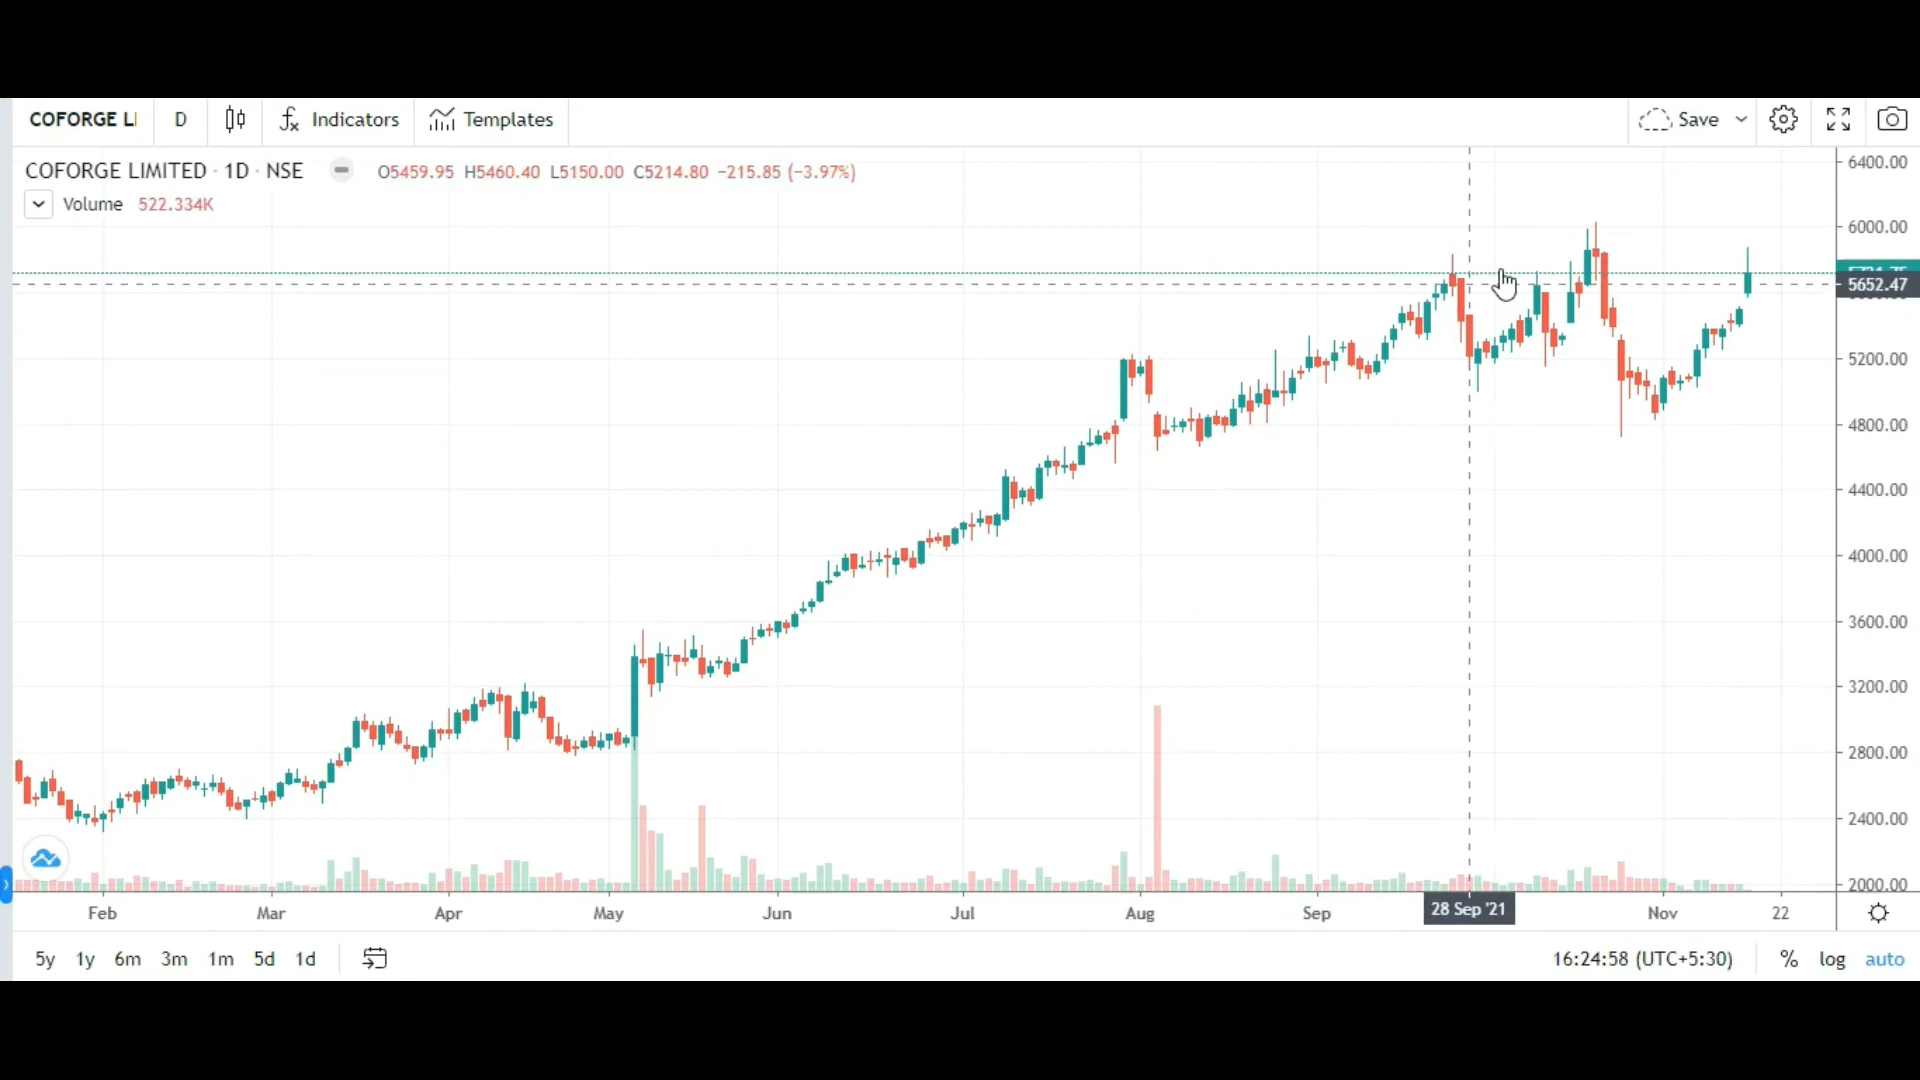 COFORGE LI D Indicators Templates Save
COFORGE LIMITED · 1D · NSE O5459.95 H5460.40 L5150.00 C5214.80 −215.85 (−3.97%)
Volume 522.334K
6400.00
6000.00
5652.47
5200.00
4800.00
4400.00
4000.00
3600.00
3200.00
2800.00
2400.00
2000.00
Feb Mar Apr May Jun Jul Aug Sep 28 Sep '21 Nov 22
5y 1y 6m 3m 1m 5d 1d 16:24:58 (UTC+5:30) % log auto